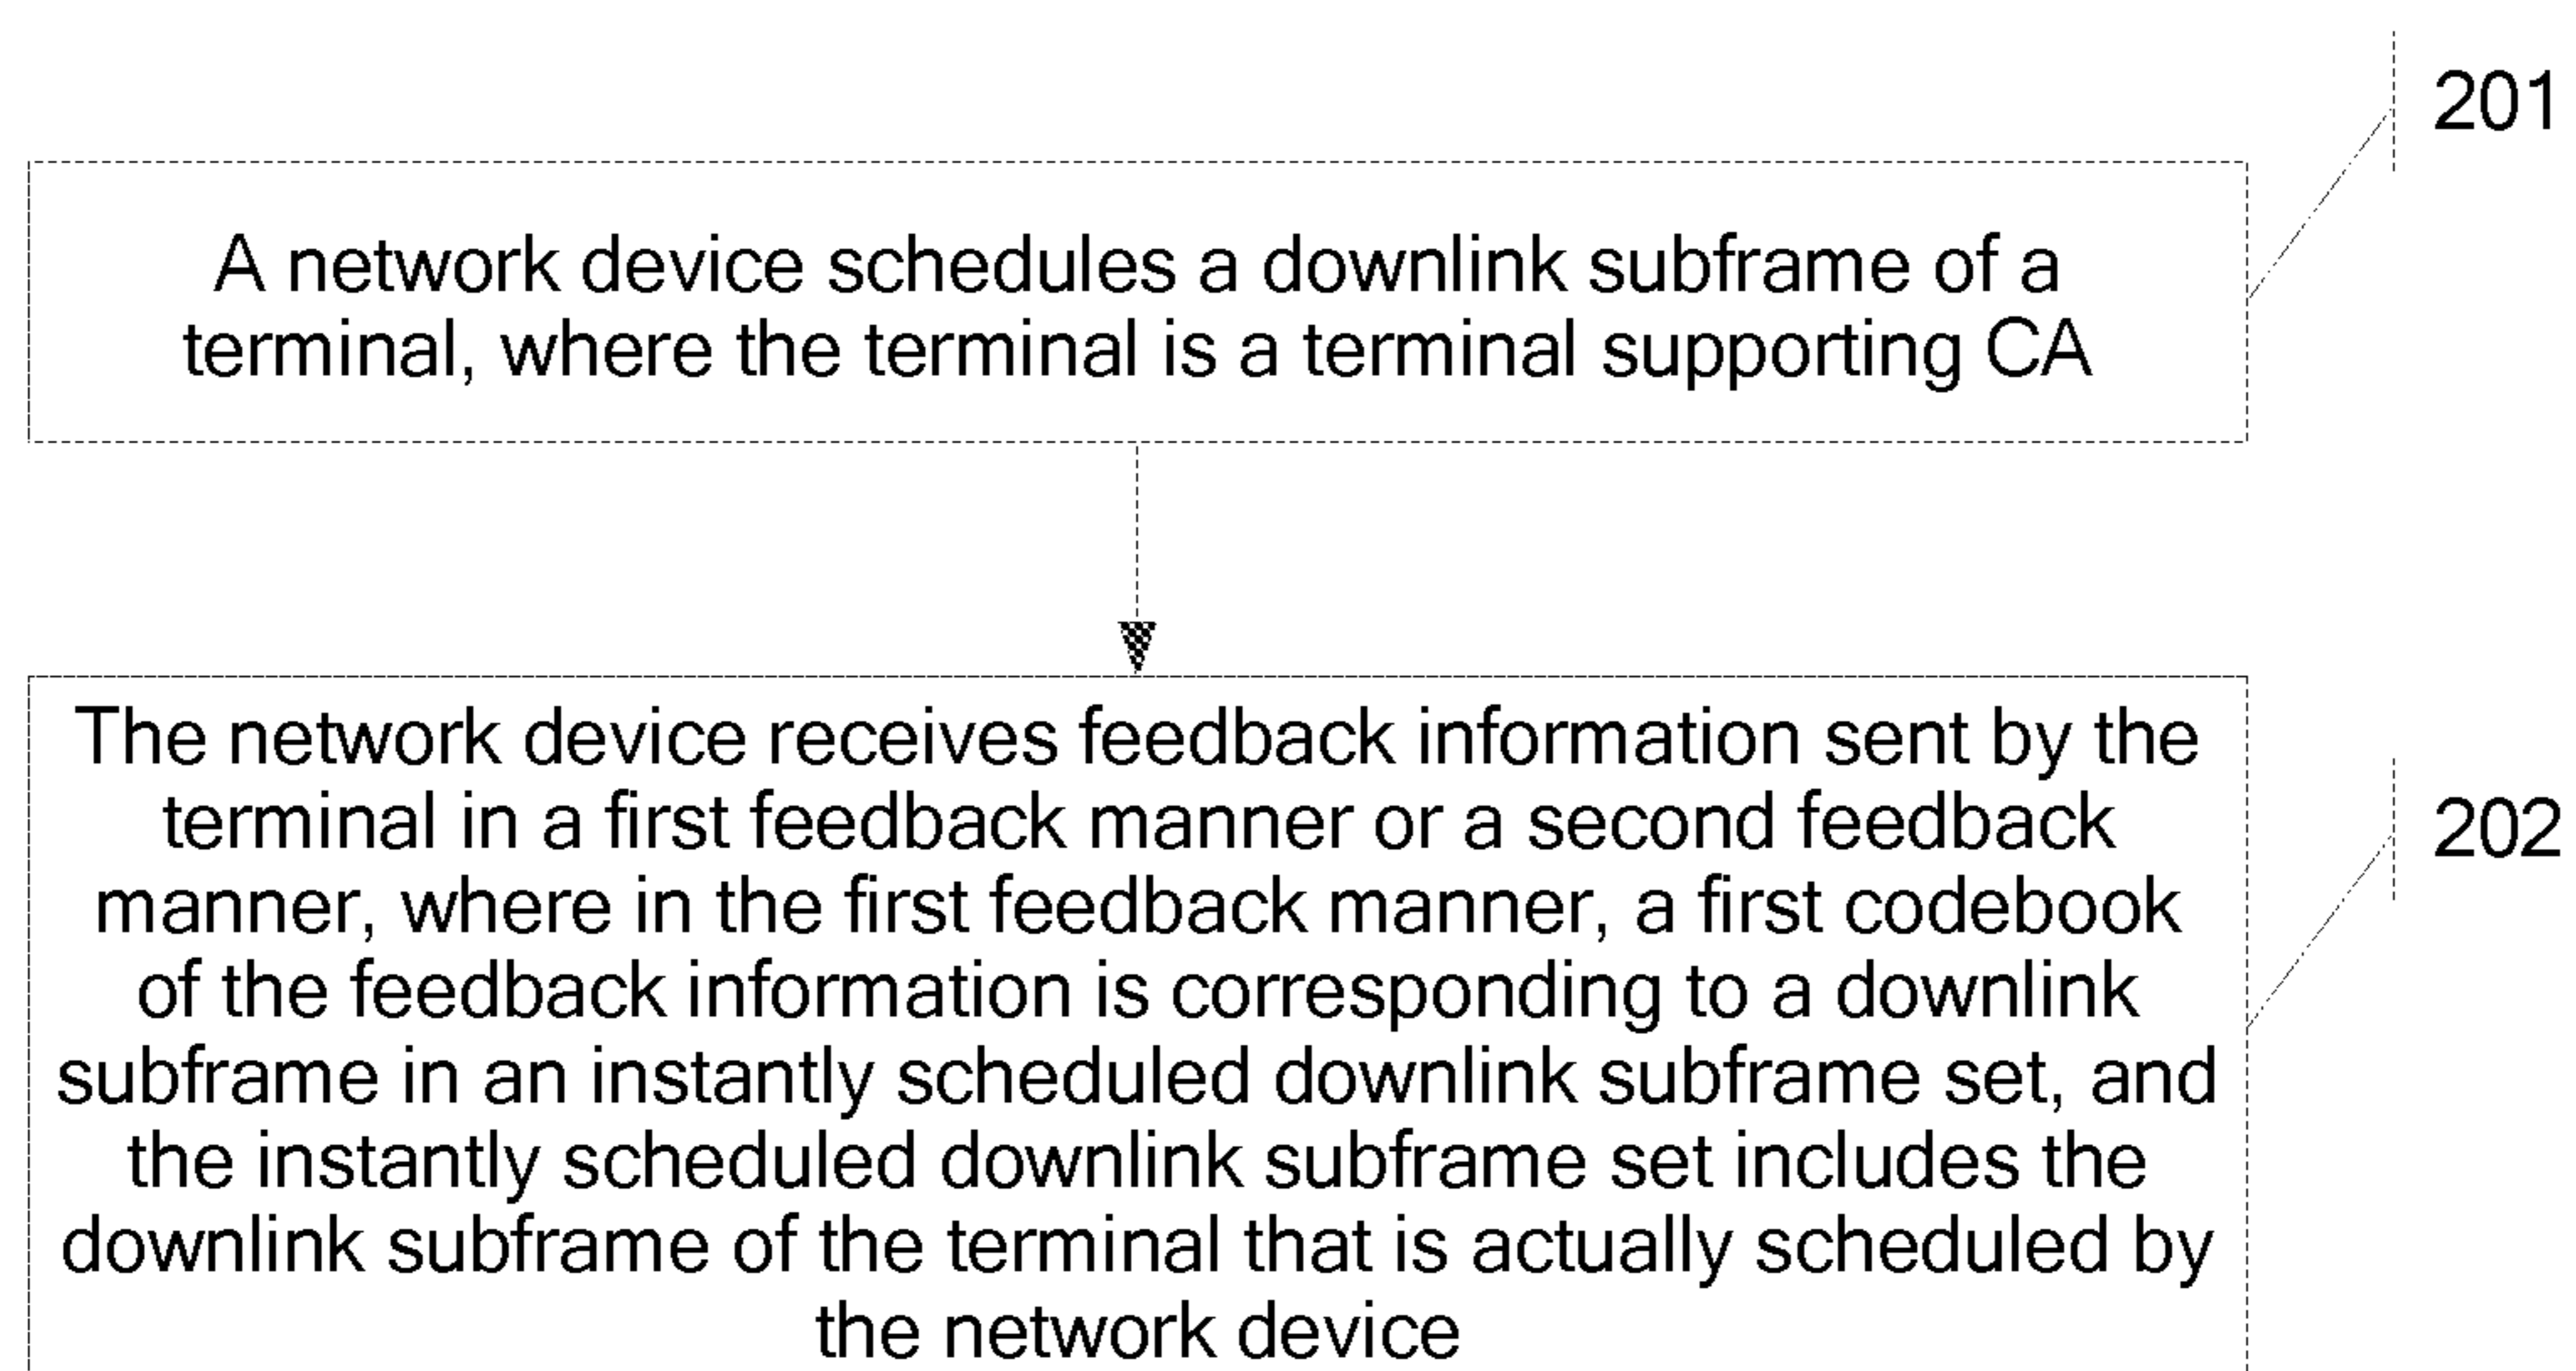 201
A network device schedules a downlink subframe of a
terminal, where the terminal is a terminal supporting CA
The network device receives feedback information sent by the
terminal in a first feedback manner or a second feedback
manner, where in the first feedback manner, a first codebook
of the feedback information is corresponding to a downlink
subframe in an instantly scheduled downlink subframe set, and
the instantly scheduled downlink subframe set includes the
downlink subframe of the terminal that is actually scheduled by
the network device
202